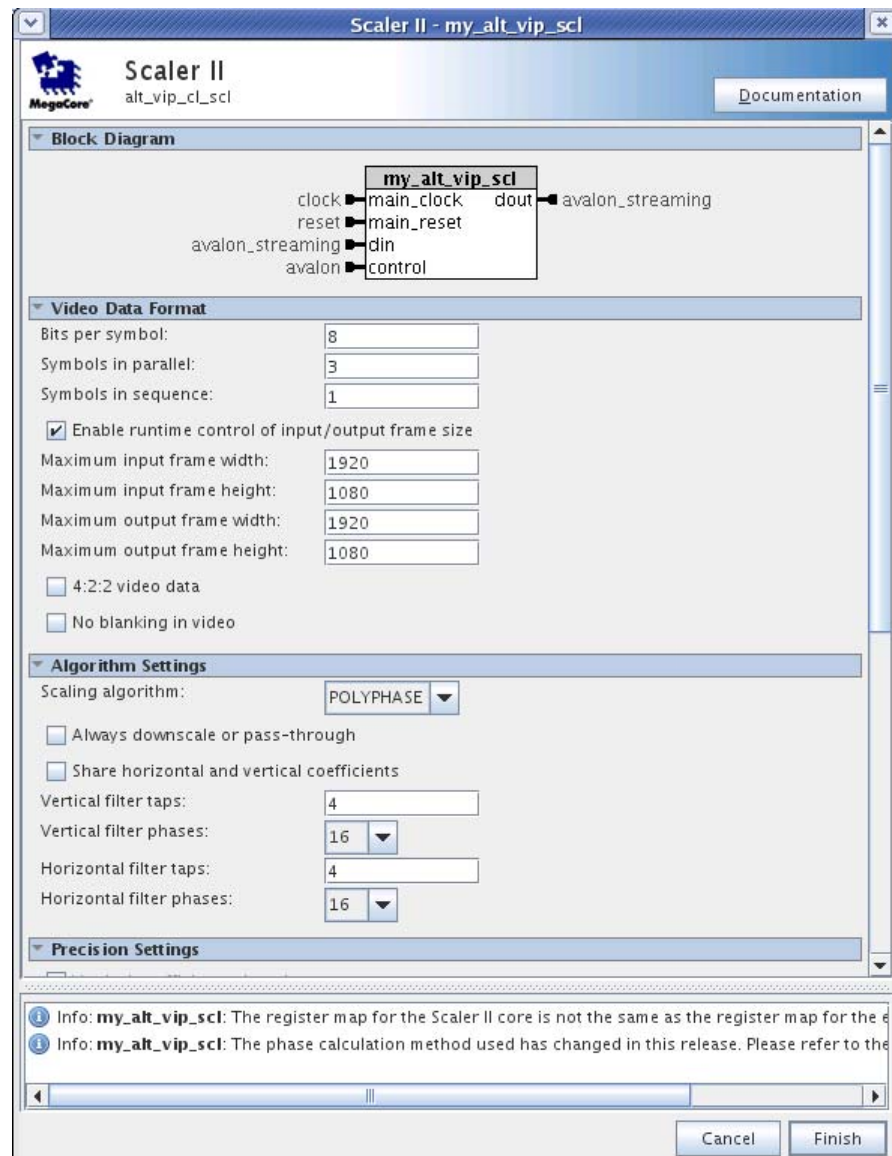 Scaler II - my_alt_vip_scl
Scaler II
alt_vip_cl_scl
MegaCore®
Documentation
Block Diagram
my_alt_vip_scl
clock main_clock dout avalon_streaming
reset main_reset
avalon_streaming din
avalon control
Video Data Format
Bits per symbol: 8
Symbols in parallel: 3
Symbols in sequence: 1
Enable runtime control of input/output frame size
Maximum input frame width: 1920
Maximum input frame height: 1080
Maximum output frame width: 1920
Maximum output frame height: 1080
4:2:2 video data
No blanking in video
Algorithm Settings
Scaling algorithm: POLYPHASE
Always downscale or pass-through
Share horizontal and vertical coefficients
Vertical filter taps: 4
Vertical filter phases: 16
Horizontal filter taps: 4
Horizontal filter phases: 16
Precision Settings
Info: my_alt_vip_scl: The register map for the Scaler II core is not the same as the register map for the e
Info: my_alt_vip_scl: The phase calculation method used has changed in this release. Please refer to the
Cancel Finish